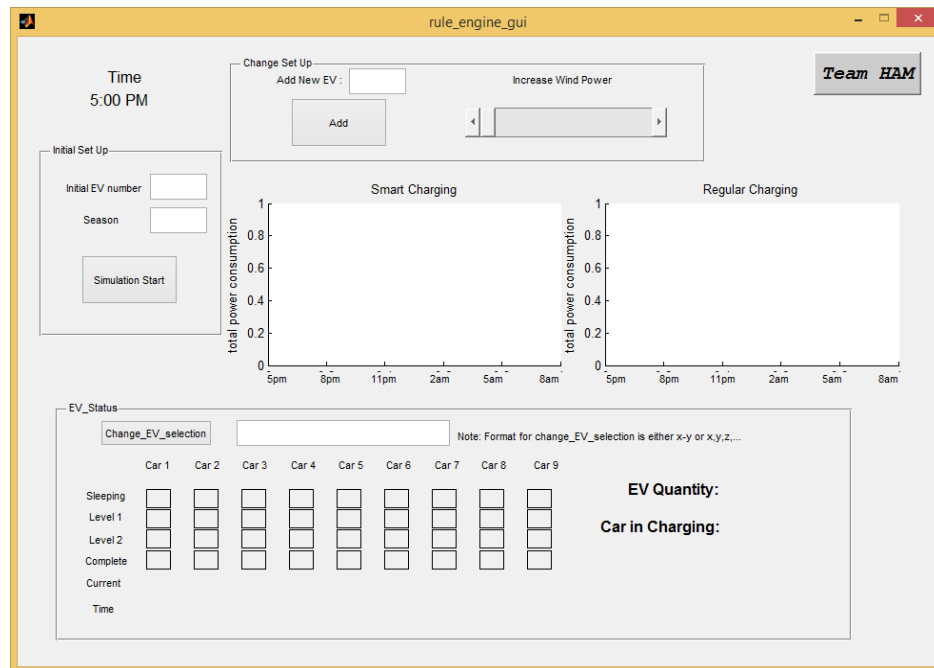 rule_engine_gui
Time
5:00 PM
Change Set Up
Add New EV :
Increase Wind Power
Add
Team HAM
Initial Set Up
Initial EV number
Season
Simulation Start
Smart Charging
total power consumption
1
0.8
0.6
0.4
0.2
0
5pm 8pm 11pm 2am 5am 8am
Regular Charging
total power consumption
1
0.8
0.6
0.4
0.2
0
5pm 8pm 11pm 2am 5am 8am
EV_Status
Change_EV_selection
Note: Format for change_EV_selection is either x-y or x,y,z,...
Car 1 Car 2 Car 3 Car 4 Car 5 Car 6 Car 7 Car 8 Car 9
Sleeping
Level 1
Level 2
Complete
Current
Time
EV Quantity:
Car in Charging: